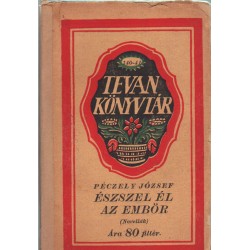 TEVAN
KÖNYVTÁR
PÉCZELY JÓZSEF
ÉSZSZEL ÉL
AZ EMBÖR
(Novellák)
Ára 80 fillér.